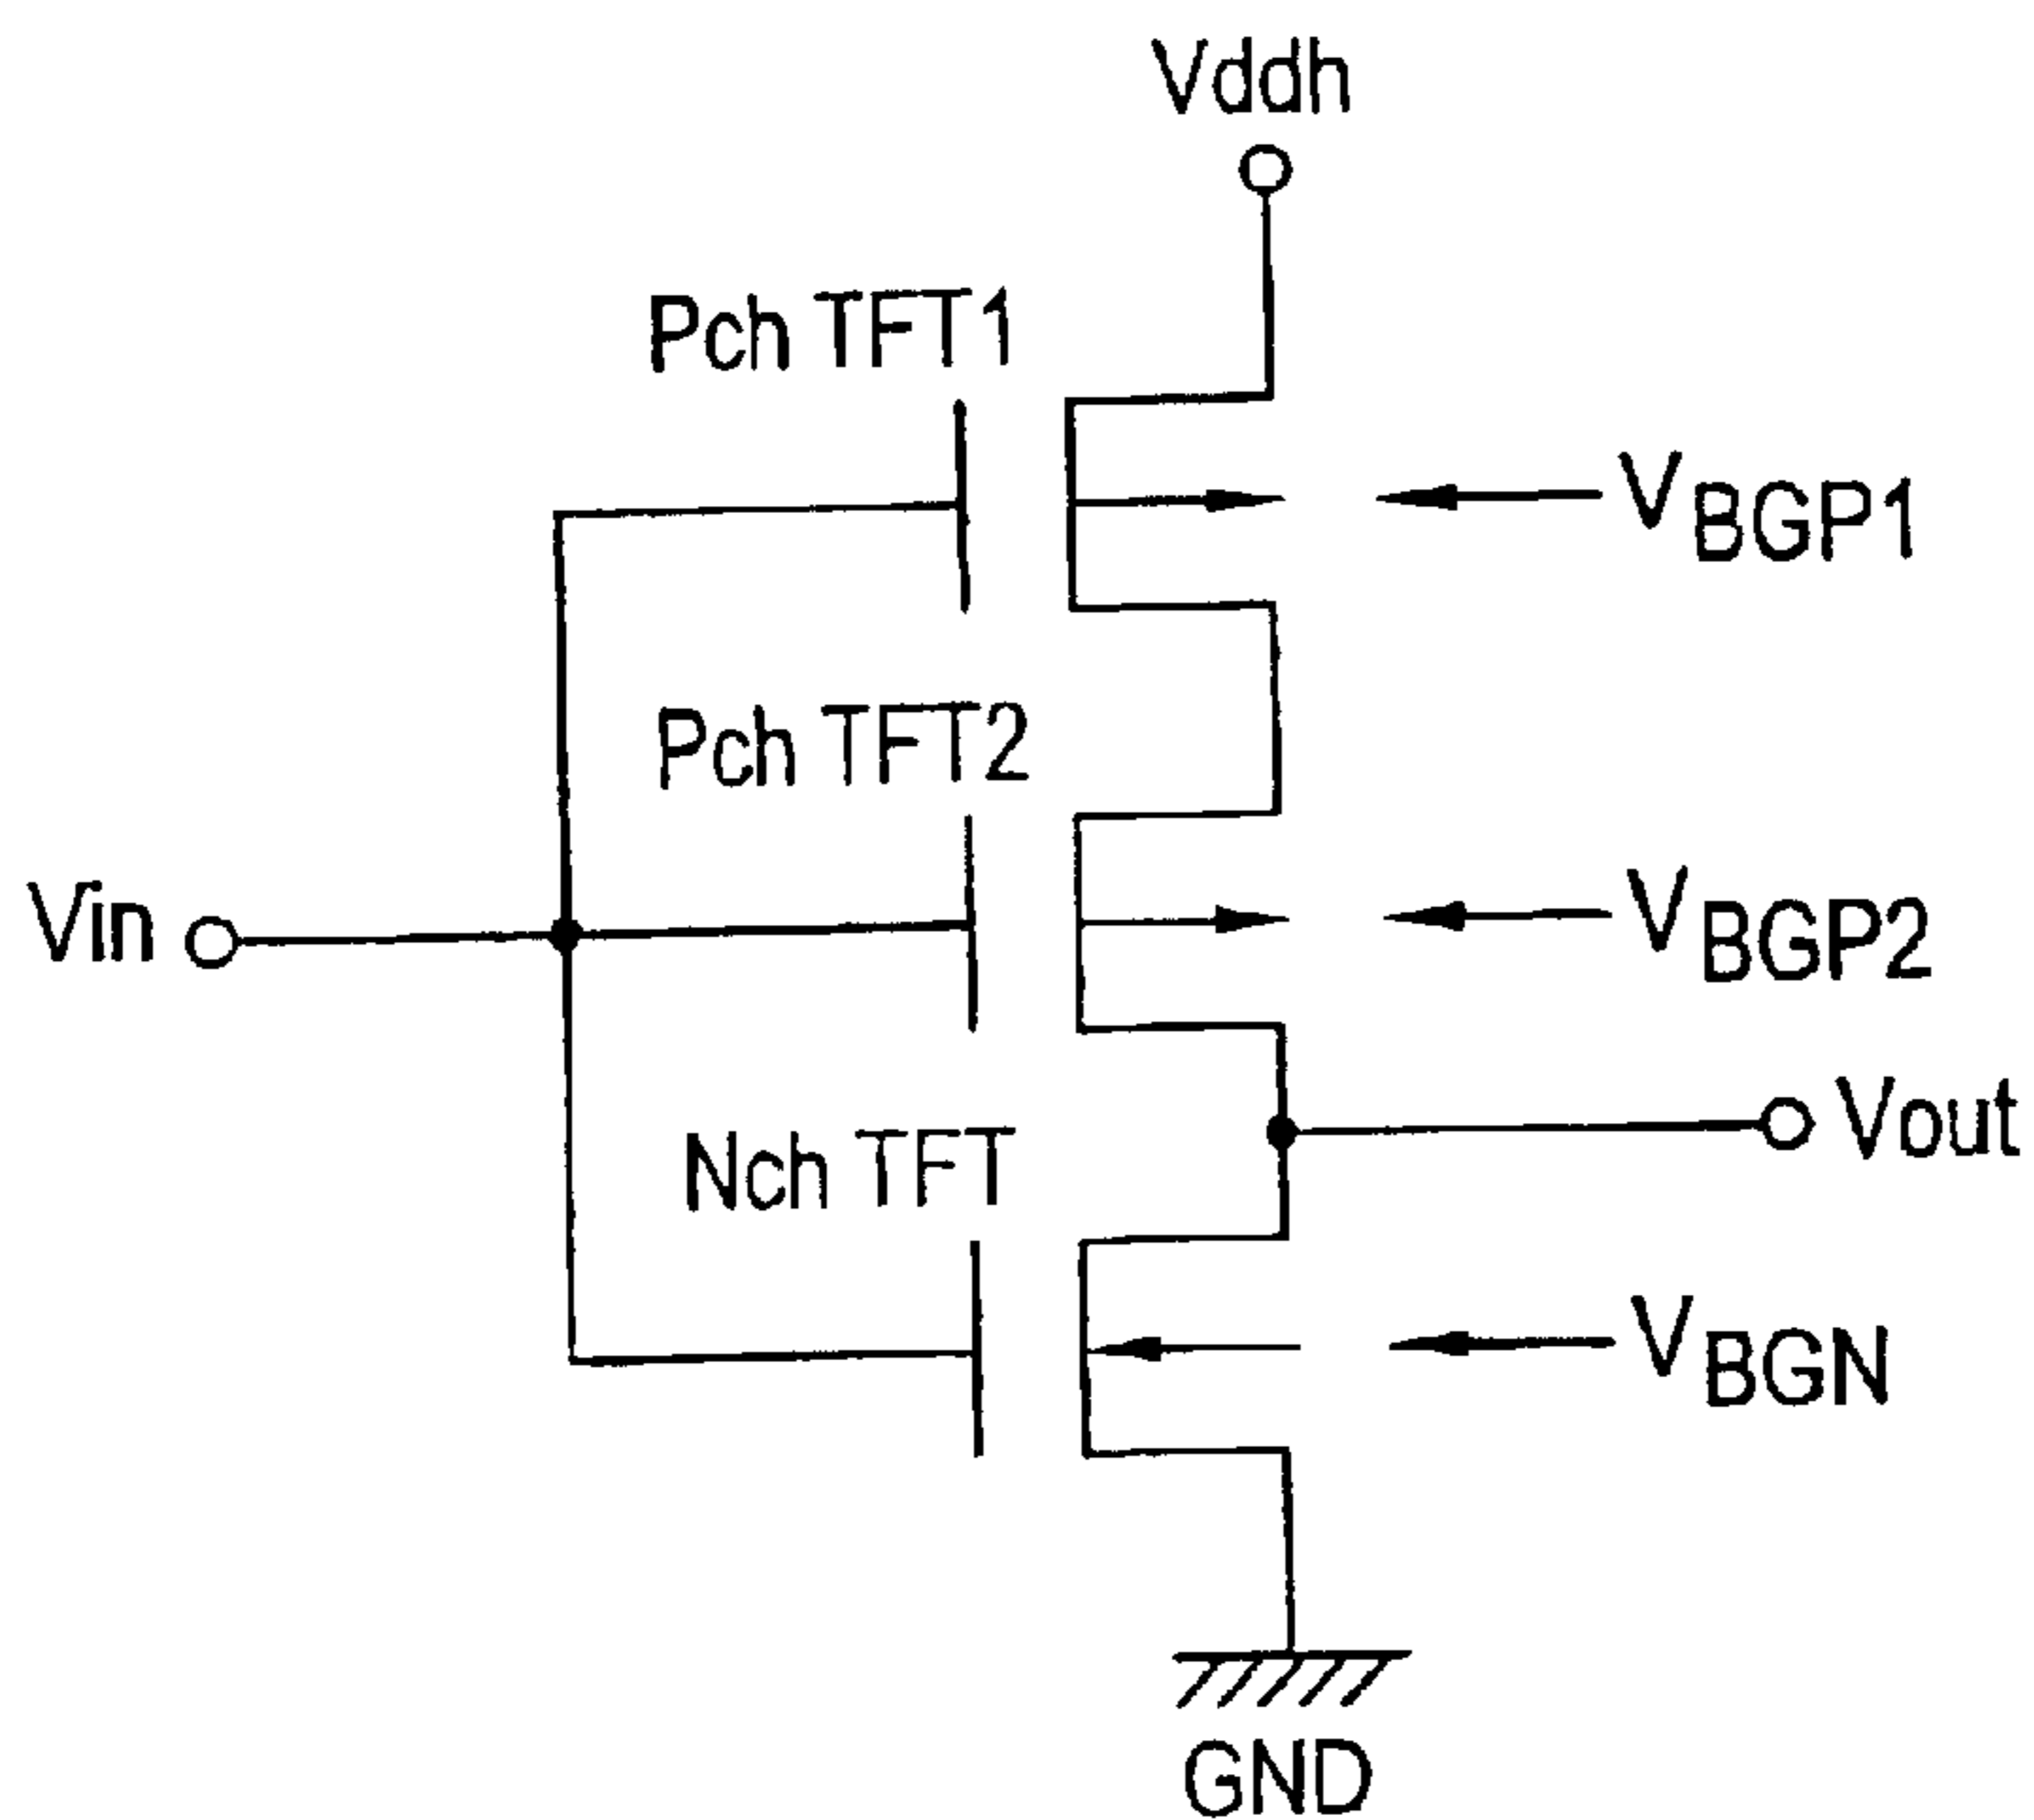 Vddh
Pch TFT1
VBGP1
Pch TFT2
Vin
VBGP2
Vout
Nch TFT
VBGN
GND